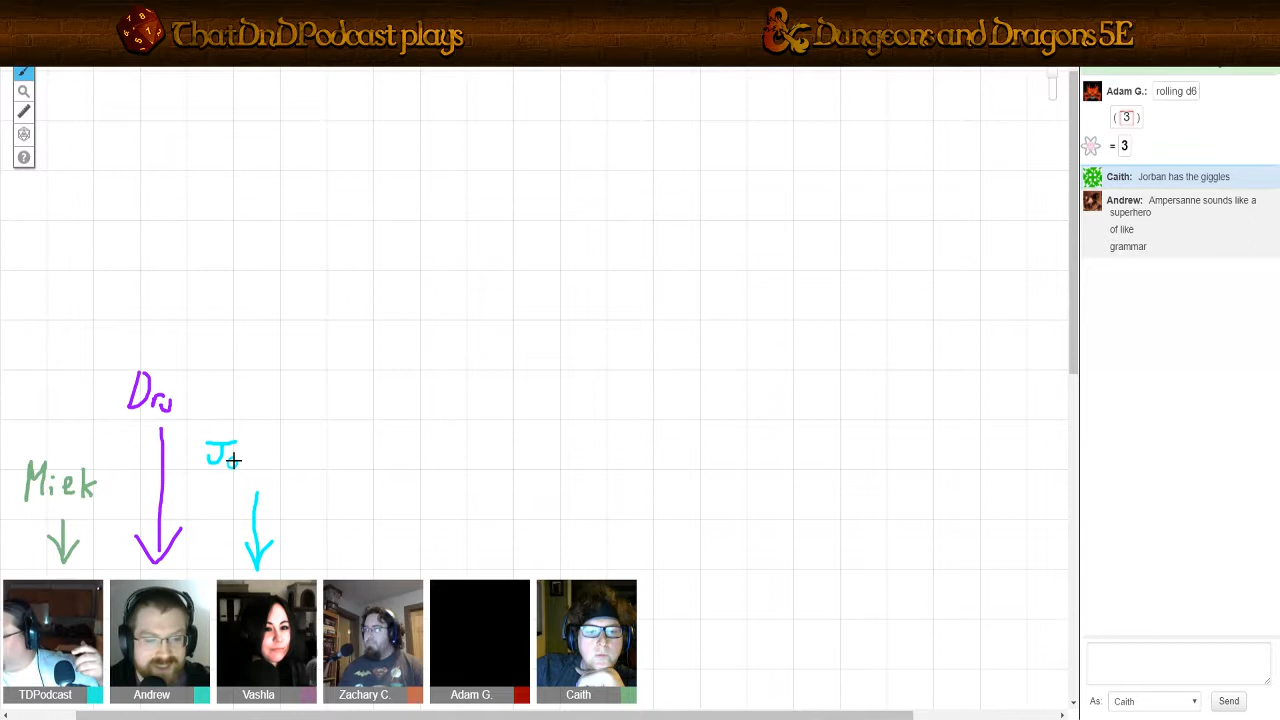 ThatDnDPodcast plays
Dungeons and Dragons 5E
Adam G.: rolling d6
(3)
= 3
Caith: Jorban has the giggles
Andrew: Ampersanne sounds like a
superhero
of like
grammar
Dru
Jo
Miek
TDPodcast
Andrew
Vashla
Zachary C.
Adam G.
Caith
As: Caith
Send